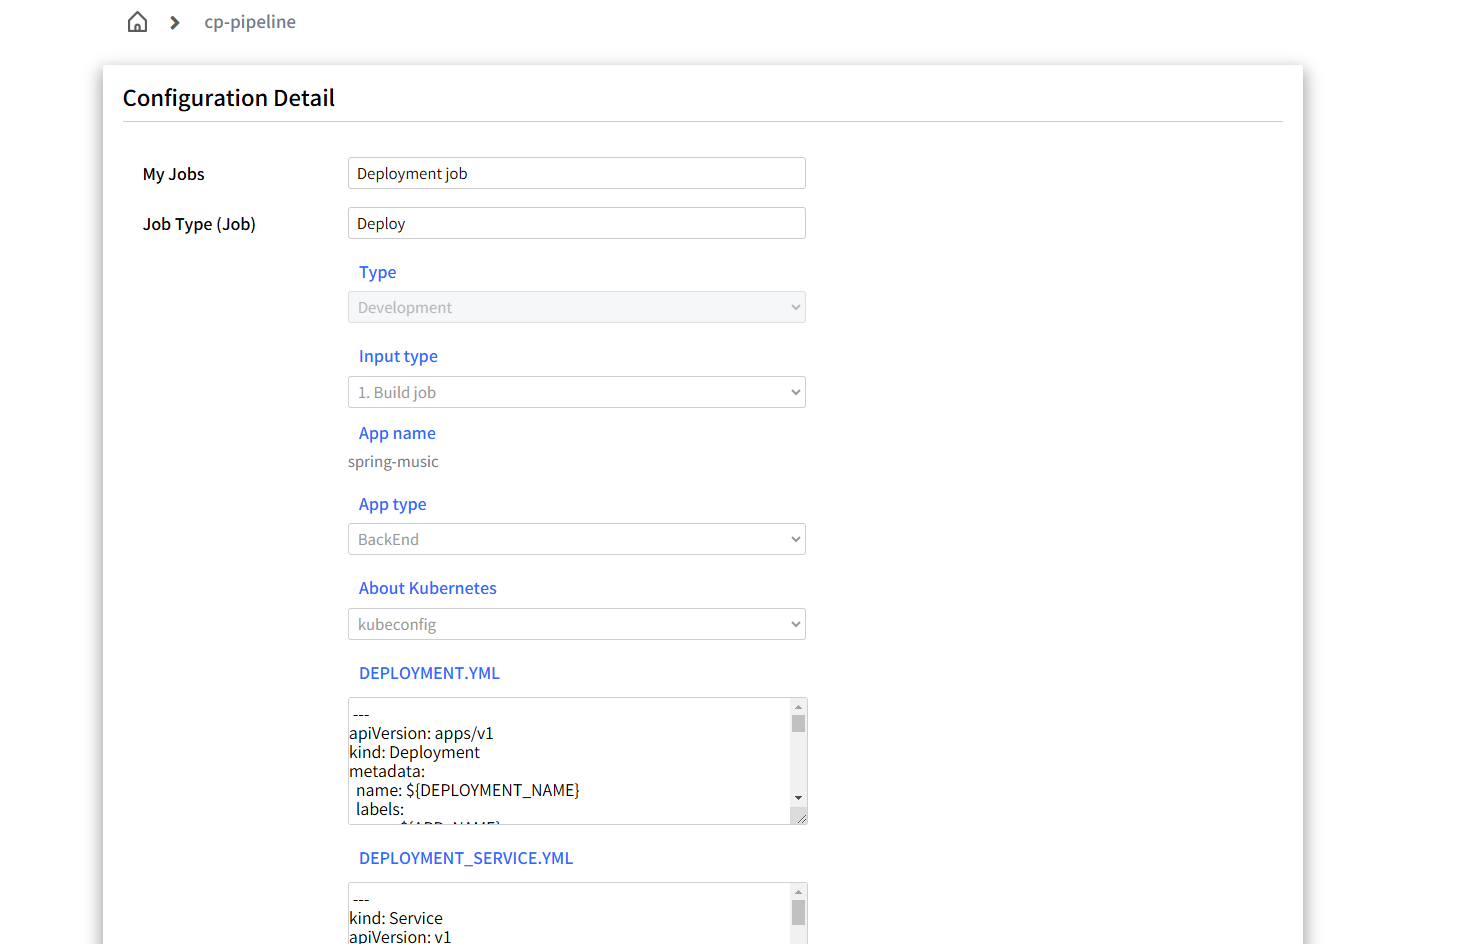 cp-pipeline
Configuration Detail
My Jobs
Deployment job
Job Type (Job)
Deploy
Type
Development
Input type
1. Build job
App name
spring-music
App type
BackEnd
About Kubernetes
kubeconfig
DEPLOYMENT.YML
---
apiVersion: apps/v1
kind: Deployment
metadata:
name: ${DEPLOYMENT_NAME}
labels:
DEPLOYMENT_SERVICE.YML
---
kind: Service
apiVersion: v1